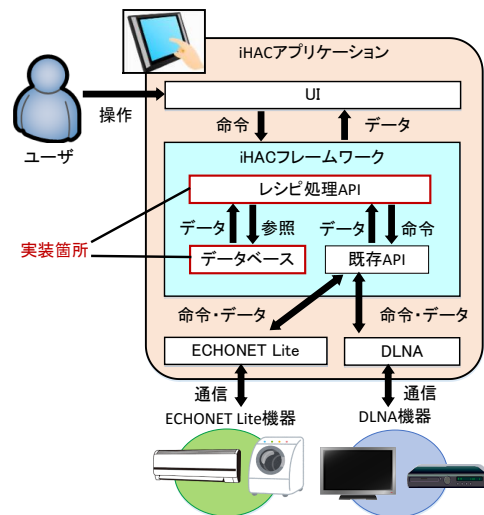 iHACアプリケーション
UI
操作
ユーザ
命令
データ
iHACフレームワーク
レシピ処理API
データ
参照
データ
命令
実装箇所
データベース
既存API
命令・データ
命令・データ
ECHONET Lite
DLNA
通信
通信
ECHONET Lite機器
DLNA機器